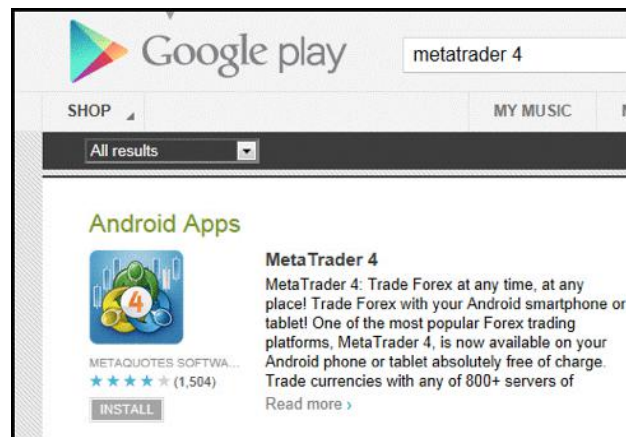 Google play
metatrader 4
SHOP
MY MUSIC
All results
Android Apps
4
MetaTrader 4
MetaTrader 4: Trade Forex at any time, at any
place! Trade Forex with your Android smartphone or
tablet! One of the most popular Forex trading
platforms, MetaTrader 4, is now available on your
Android phone or tablet absolutely free of charge.
Trade currencies with any of 800+ servers of
Read more ›
METAQUOTES SOFTWA...
(1,504)
INSTALL